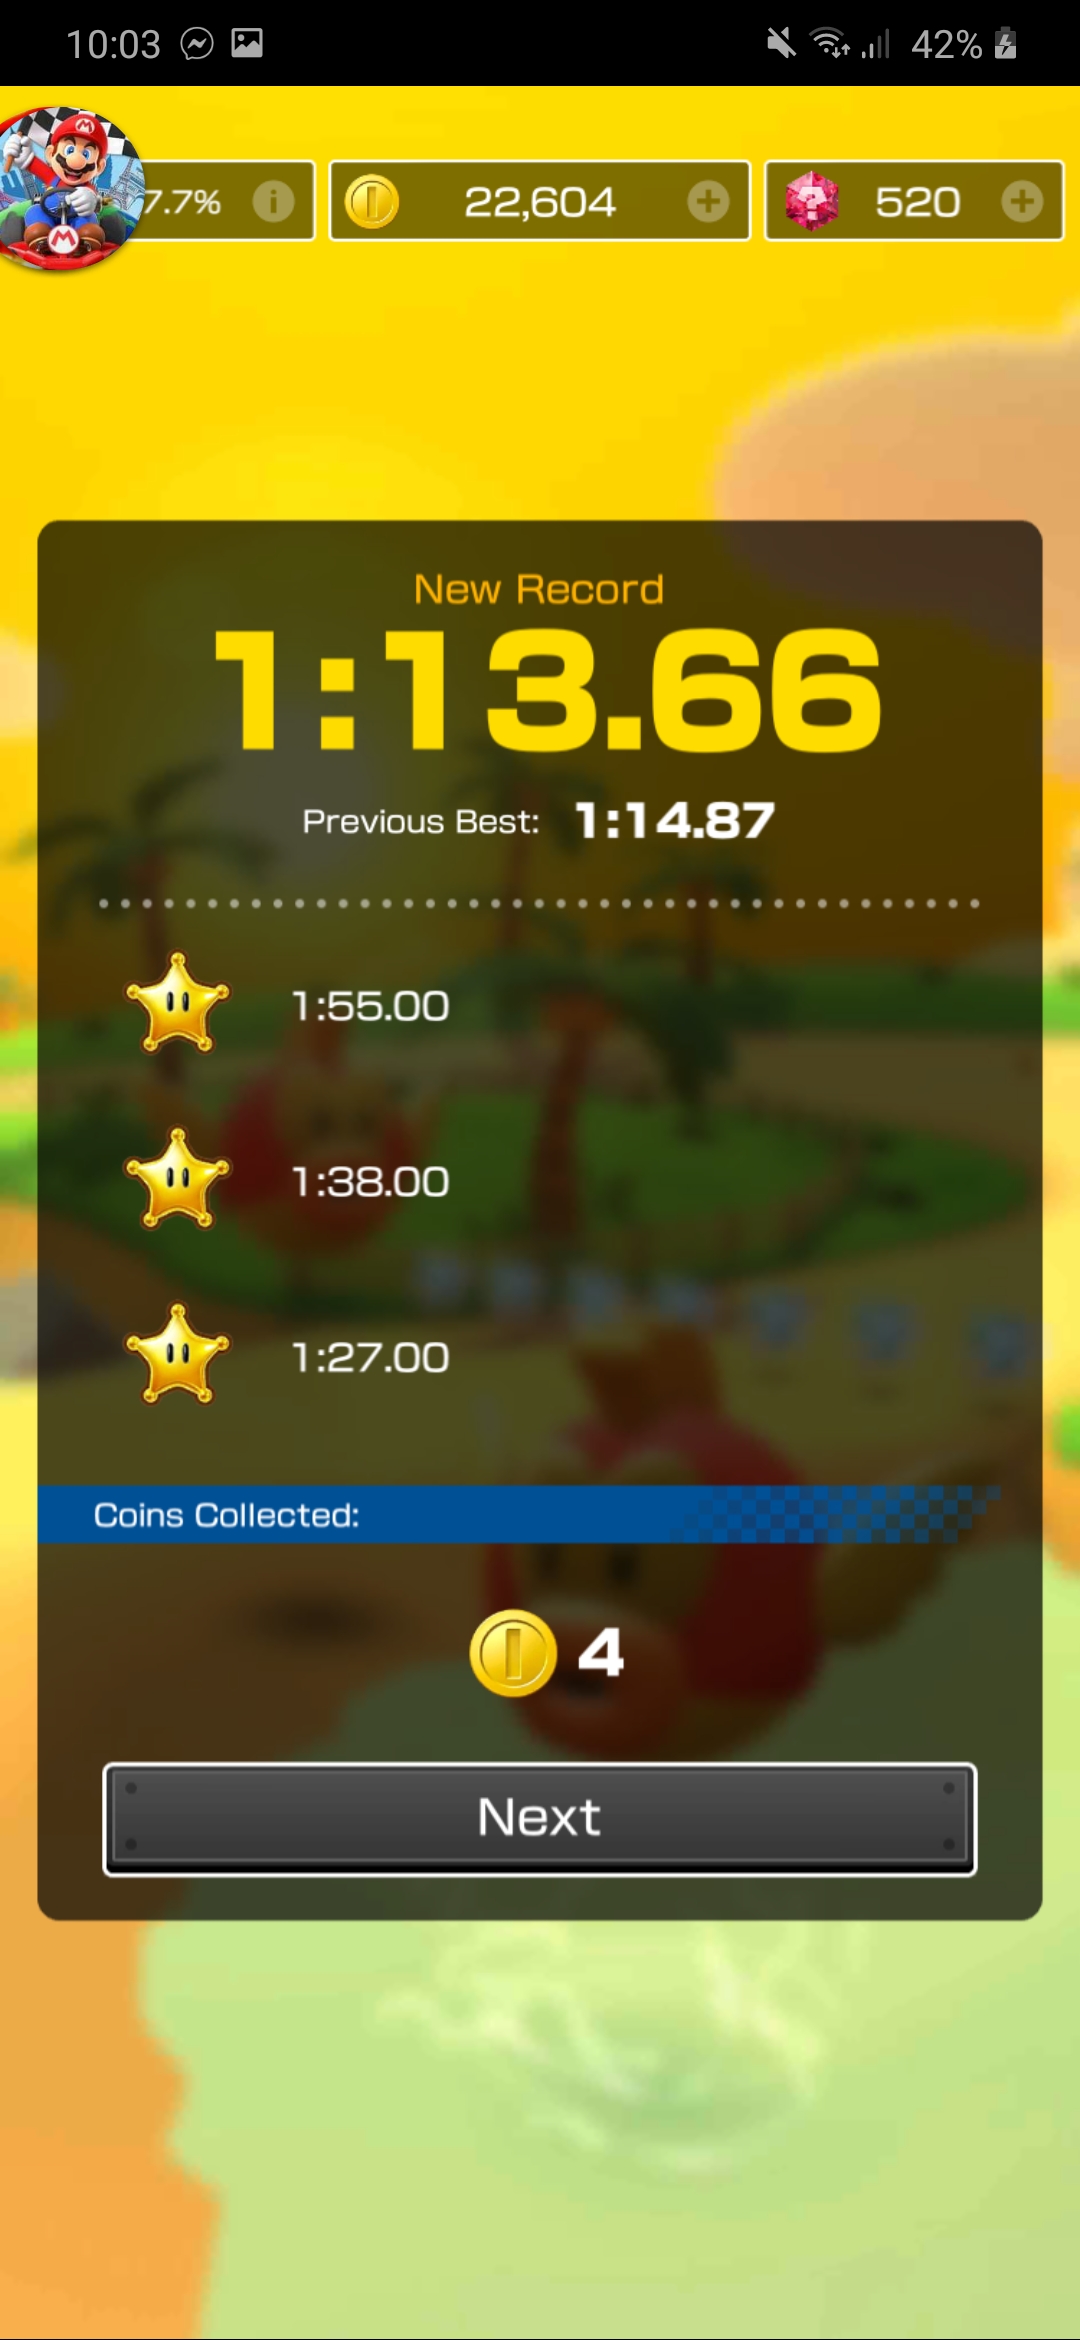 10:03 42%
7.7% i 22,604 + ? 520 +
New Record
1:13.66
Previous Best: 1:14.87
1:55.00
1:38.00
1:27.00
Coins Collected:
4
Next